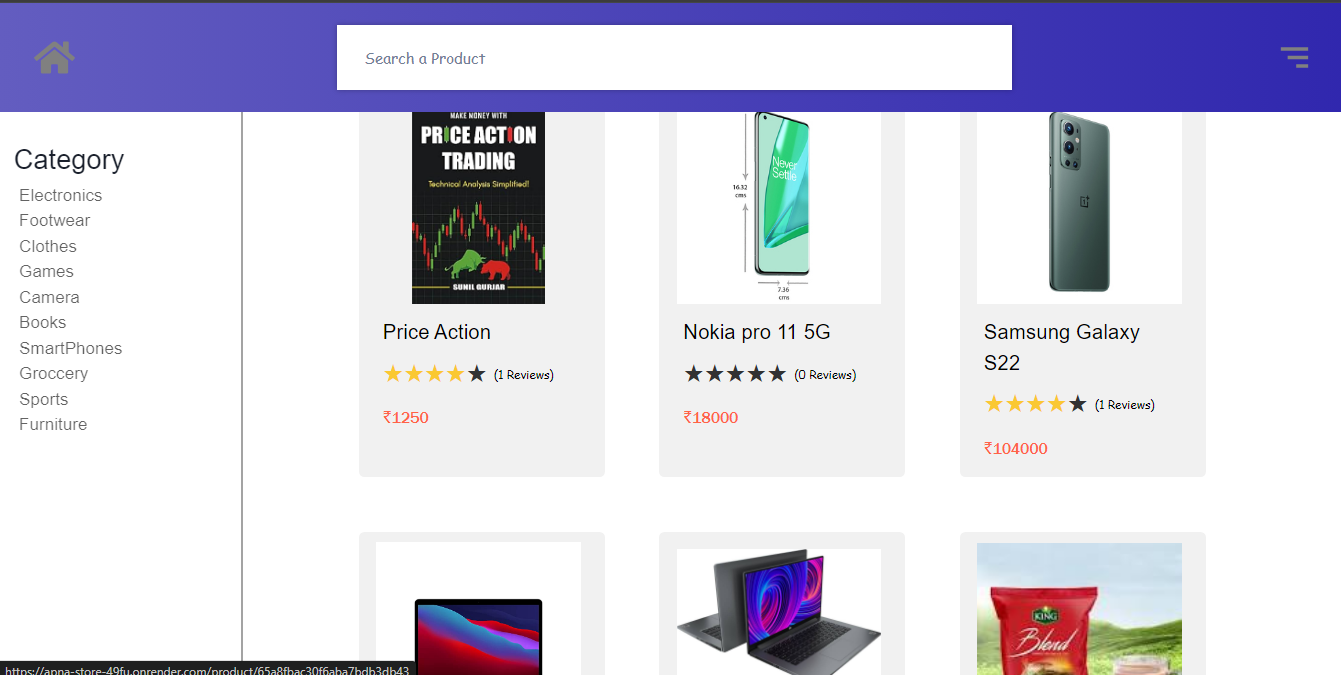 Search a Product
Category
Electronics
Footwear
Clothes
Games
Camera
Books
SmartPhones
Groccery
Sports
Furniture
MAKE MONEY WITH
PRICE ACTION
TRADING
Technical Analysis Simplified!
SUNIL GURJAR
Price Action
(1 Reviews)
₹1250
Never
Settle
16.32
cms
7.36
cms
Nokia pro 11 5G
(0 Reviews)
₹18000
Samsung Galaxy
S22
(1 Reviews)
₹104000
KING
Blend
https://apna-store-49fu.onrender.com/product/65a8fbac30f6aba7bdb3db43